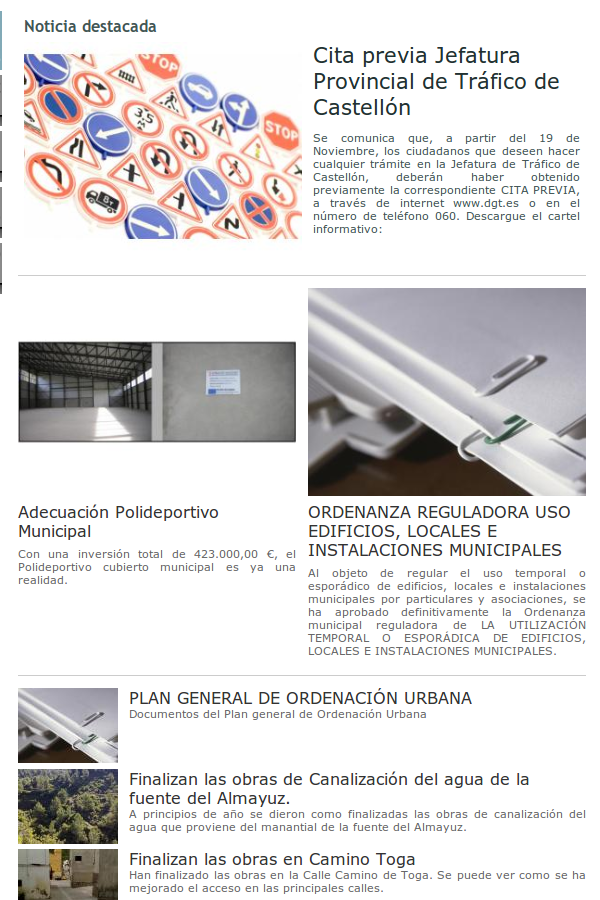 Noticia destacada
STOP
STOP
3,5
Cita previa Jefatura
Provincial de Tráfico de
Castellón
Se comunica que, a partir del 19 de
Noviembre, los ciudadanos que deseen hacer
cualquier trámite en la Jefatura de Tráfico de
Castellón, deberán haber obtenido
previamente la correspondiente CITA PREVIA,
a través de internet www.dgt.es o en el
número de teléfono 060. Descargue el cartel
informativo:
Adecuación Polideportivo
Municipal
Con una inversión total de 423.000,00 €, el
Polideportivo cubierto municipal es ya una
realidad.
ORDENANZA REGULADORA USO
EDIFICIOS, LOCALES E
INSTALACIONES MUNICIPALES
Al objeto de regular el uso temporal o
esporádico de edificios, locales e instalaciones
municipales por particulares y asociaciones, se
ha aprobado definitivamente la Ordenanza
municipal reguladora de LA UTILIZACIÓN
TEMPORAL O ESPORÁDICA DE EDIFICIOS,
LOCALES E INSTALACIONES MUNICIPALES.
PLAN GENERAL DE ORDENACIÓN URBANA
Documentos del Plan general de Ordenación Urbana
Finalizan las obras de Canalización del agua de la
fuente del Almayuz.
A principios de año se dieron como finalizadas las obras de canalización del
agua que proviene del manantial de la fuente del Almayuz.
Finalizan las obras en Camino Toga
Han finalizado las obras en la Calle Camino de Toga. Se puede ver como se ha
mejorado el acceso en las principales calles.